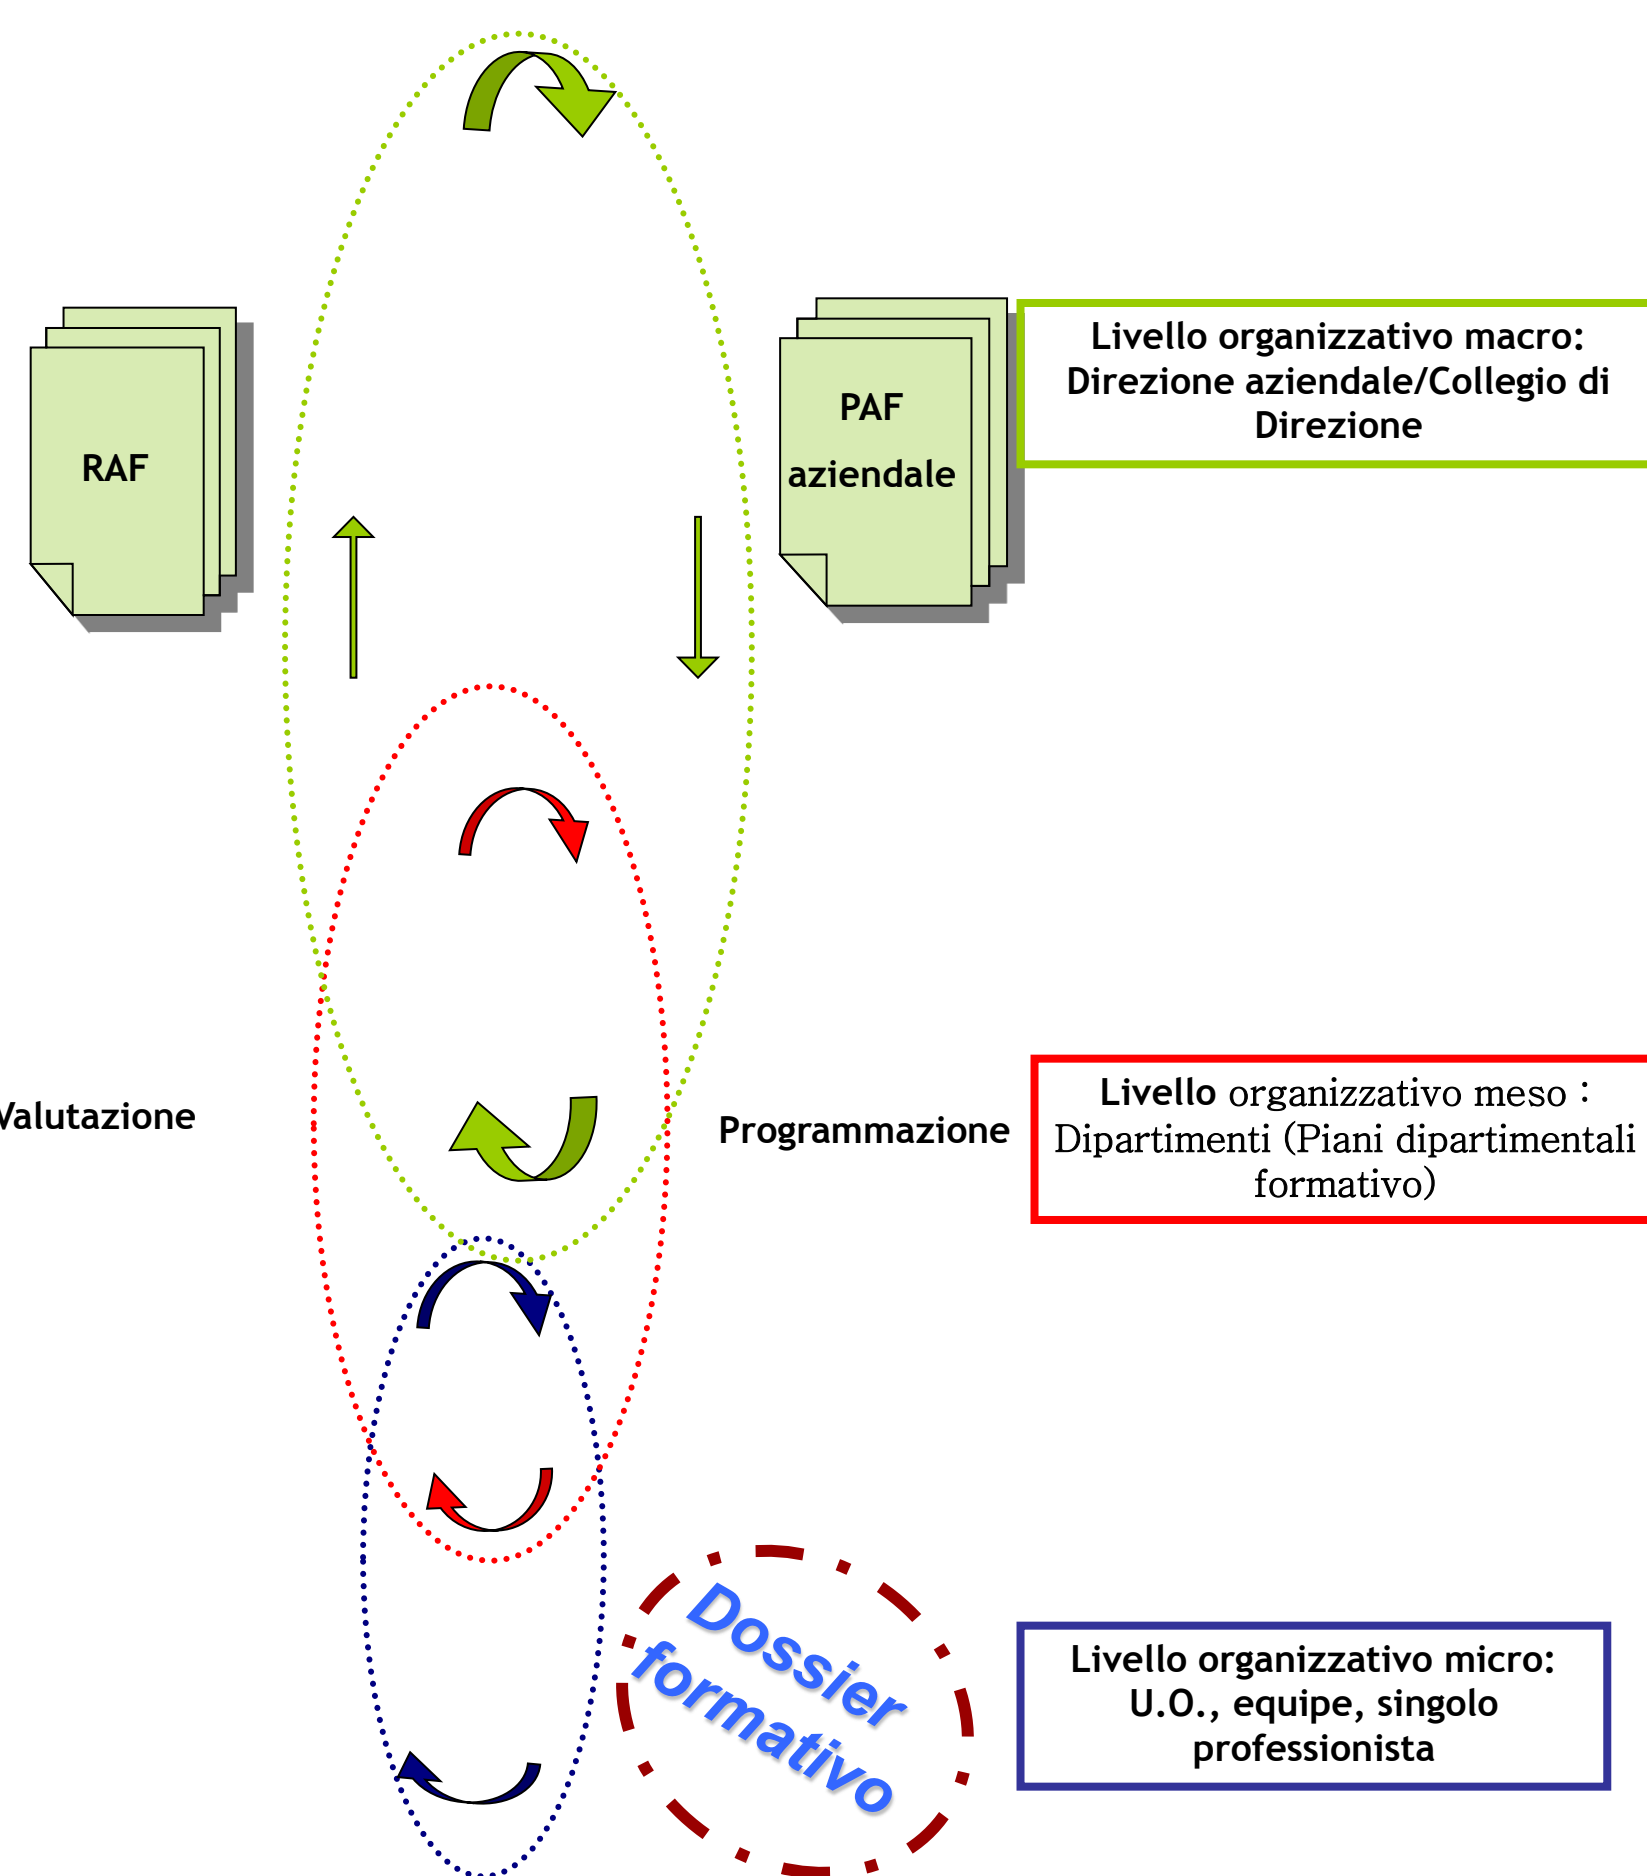 RAF
PAF
aziendale
Livello organizzativo macro:
Direzione aziendale/Collegio di
Direzione
Valutazione
Programmazione
Livello organizzativo meso :
Dipartimenti (Piani dipartimentali
formativo)
Dossier
formativo
Livello organizzativo micro:
U.O., equipe, singolo
professionista